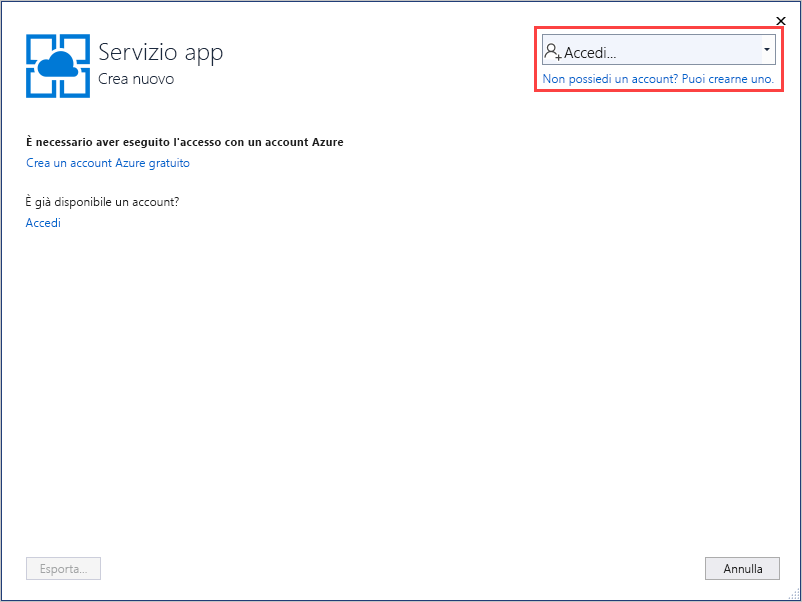 Servizio app
Crea nuovo
Accedi...
Non possiedi un account? Puoi crearne uno.
È necessario aver eseguito l'accesso con un account Azure
Crea un account Azure gratuito
È già disponibile un account?
Accedi
Esporta...
Annulla